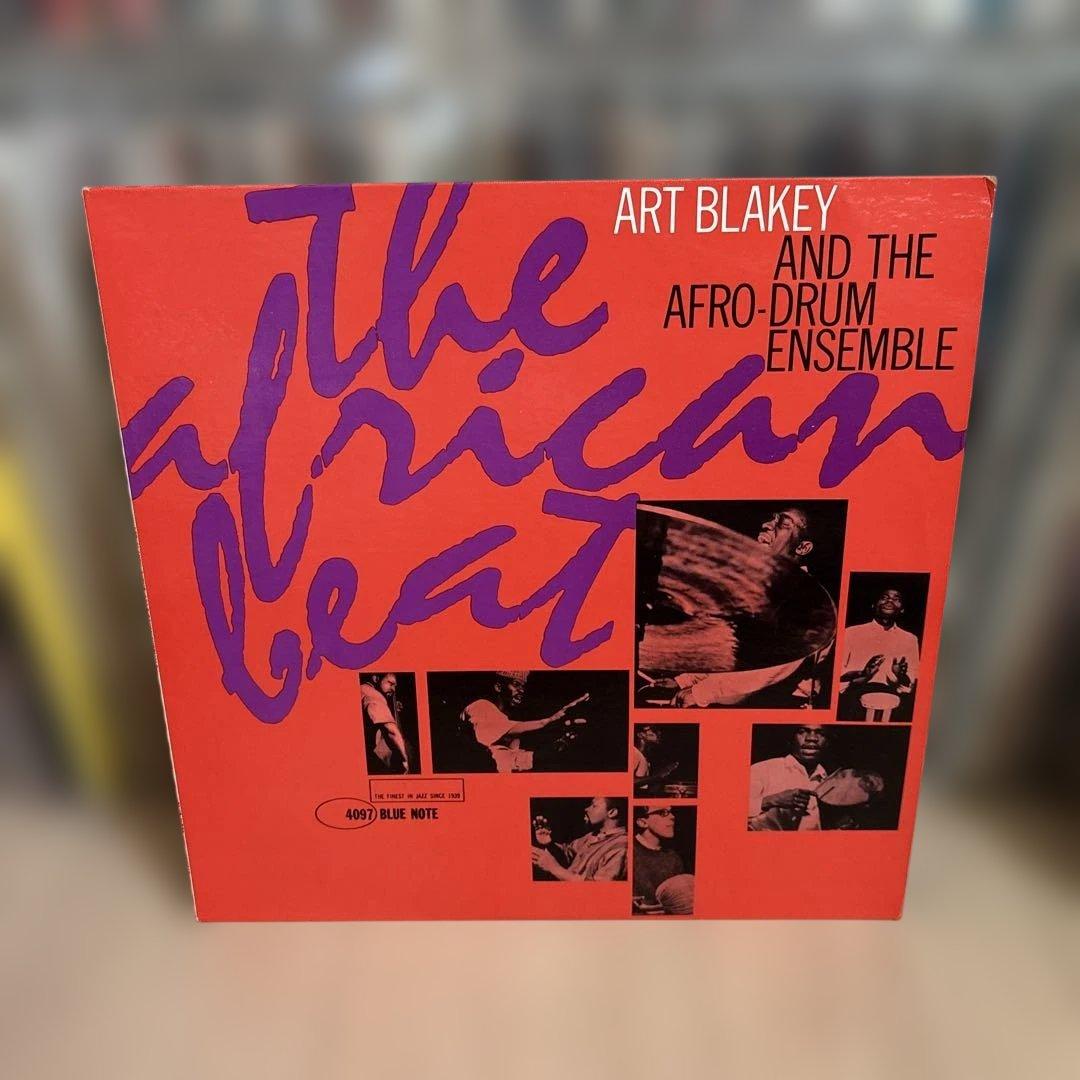 the
african
beat
ART BLAKEY
AND THE
AFRO-DRUM
ENSEMBLE
THE FINEST IN JAZZ SINCE 1939
4097 BLUE NOTE